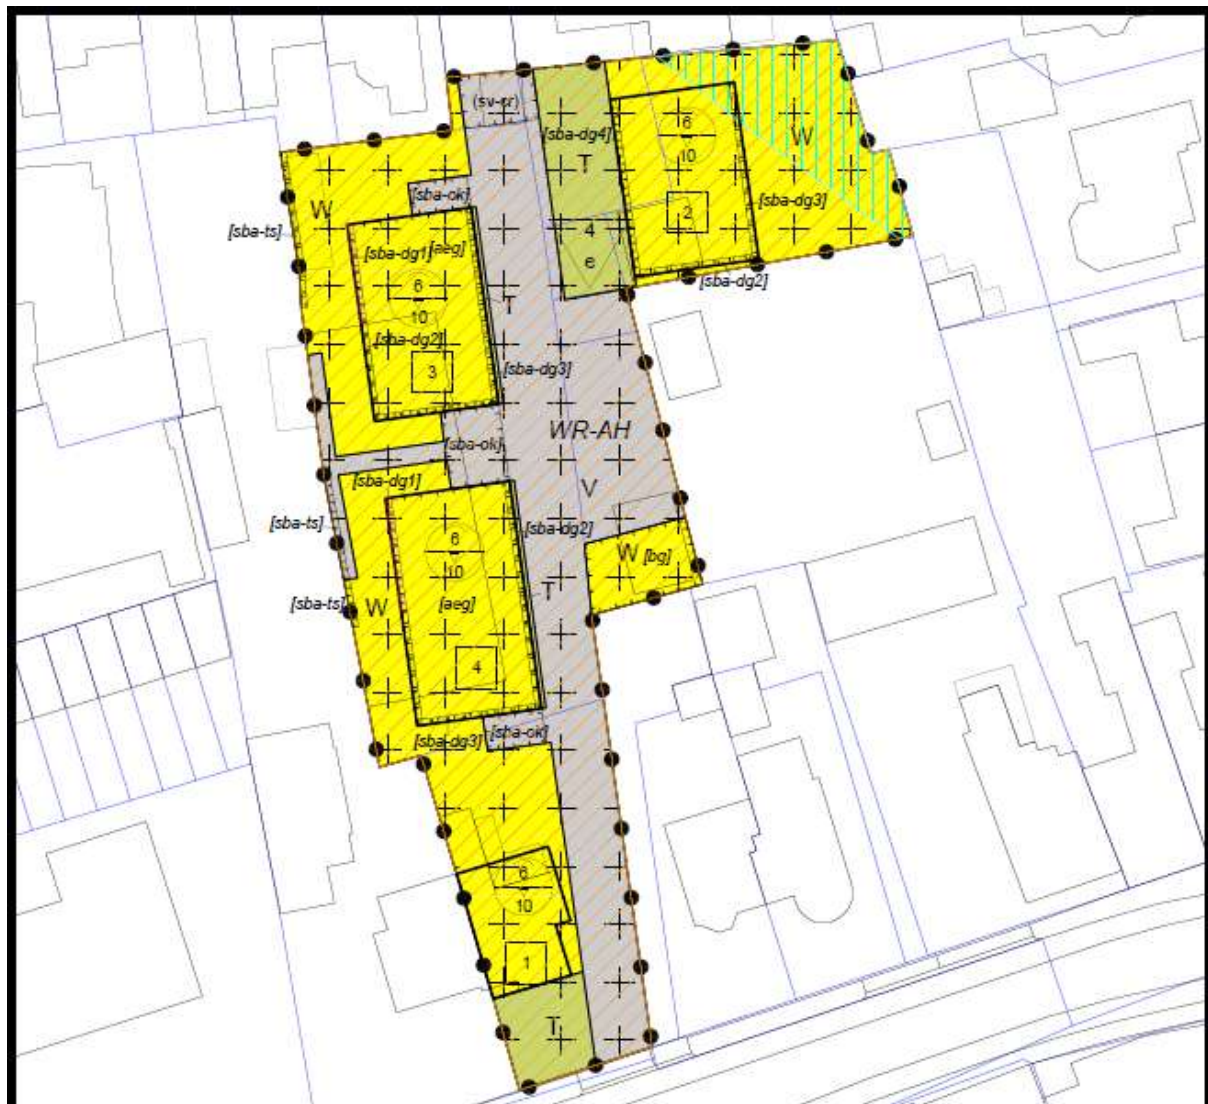 (sv-cr)
[sba-dg4]
6
10
W
T
[sba-ok]
[sba-dg3]
2
W
[sba-ts]
4
[sba-dg1]
[aeg]
e
6
10
[sba-dg2]
T
[sba-dg2]
3
[sba-dg3]
WR-AH
[sba-ok]
[sba-dg1]
V
[sba-ts]
[sba-dg2]
6
10
W
[bg]
T
[sba-ts]
W
[aeg]
4
[sba-dg3]
[sba-ok]
6
10
1
T